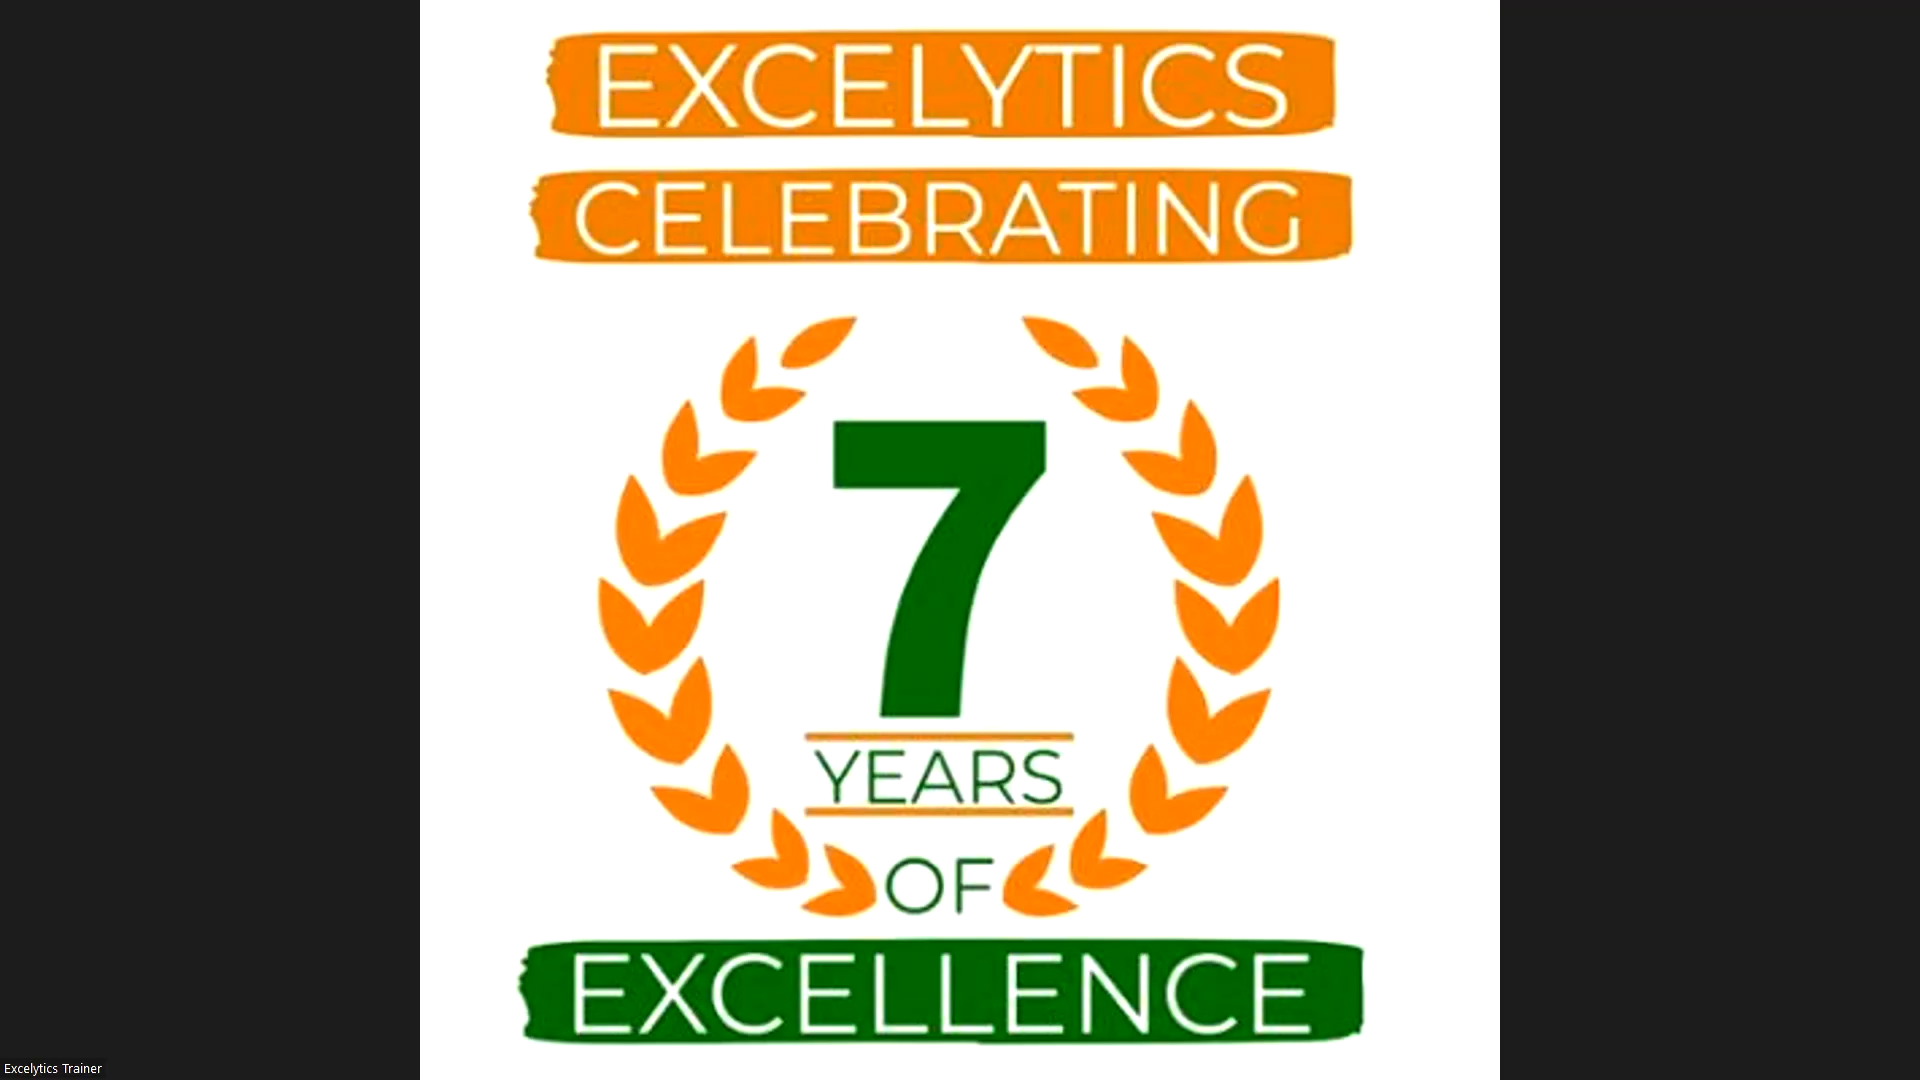 EXCELYTICS
CELEBRATING
7
YEARS
OF
EXCELLENCE
Excelytics Trainer